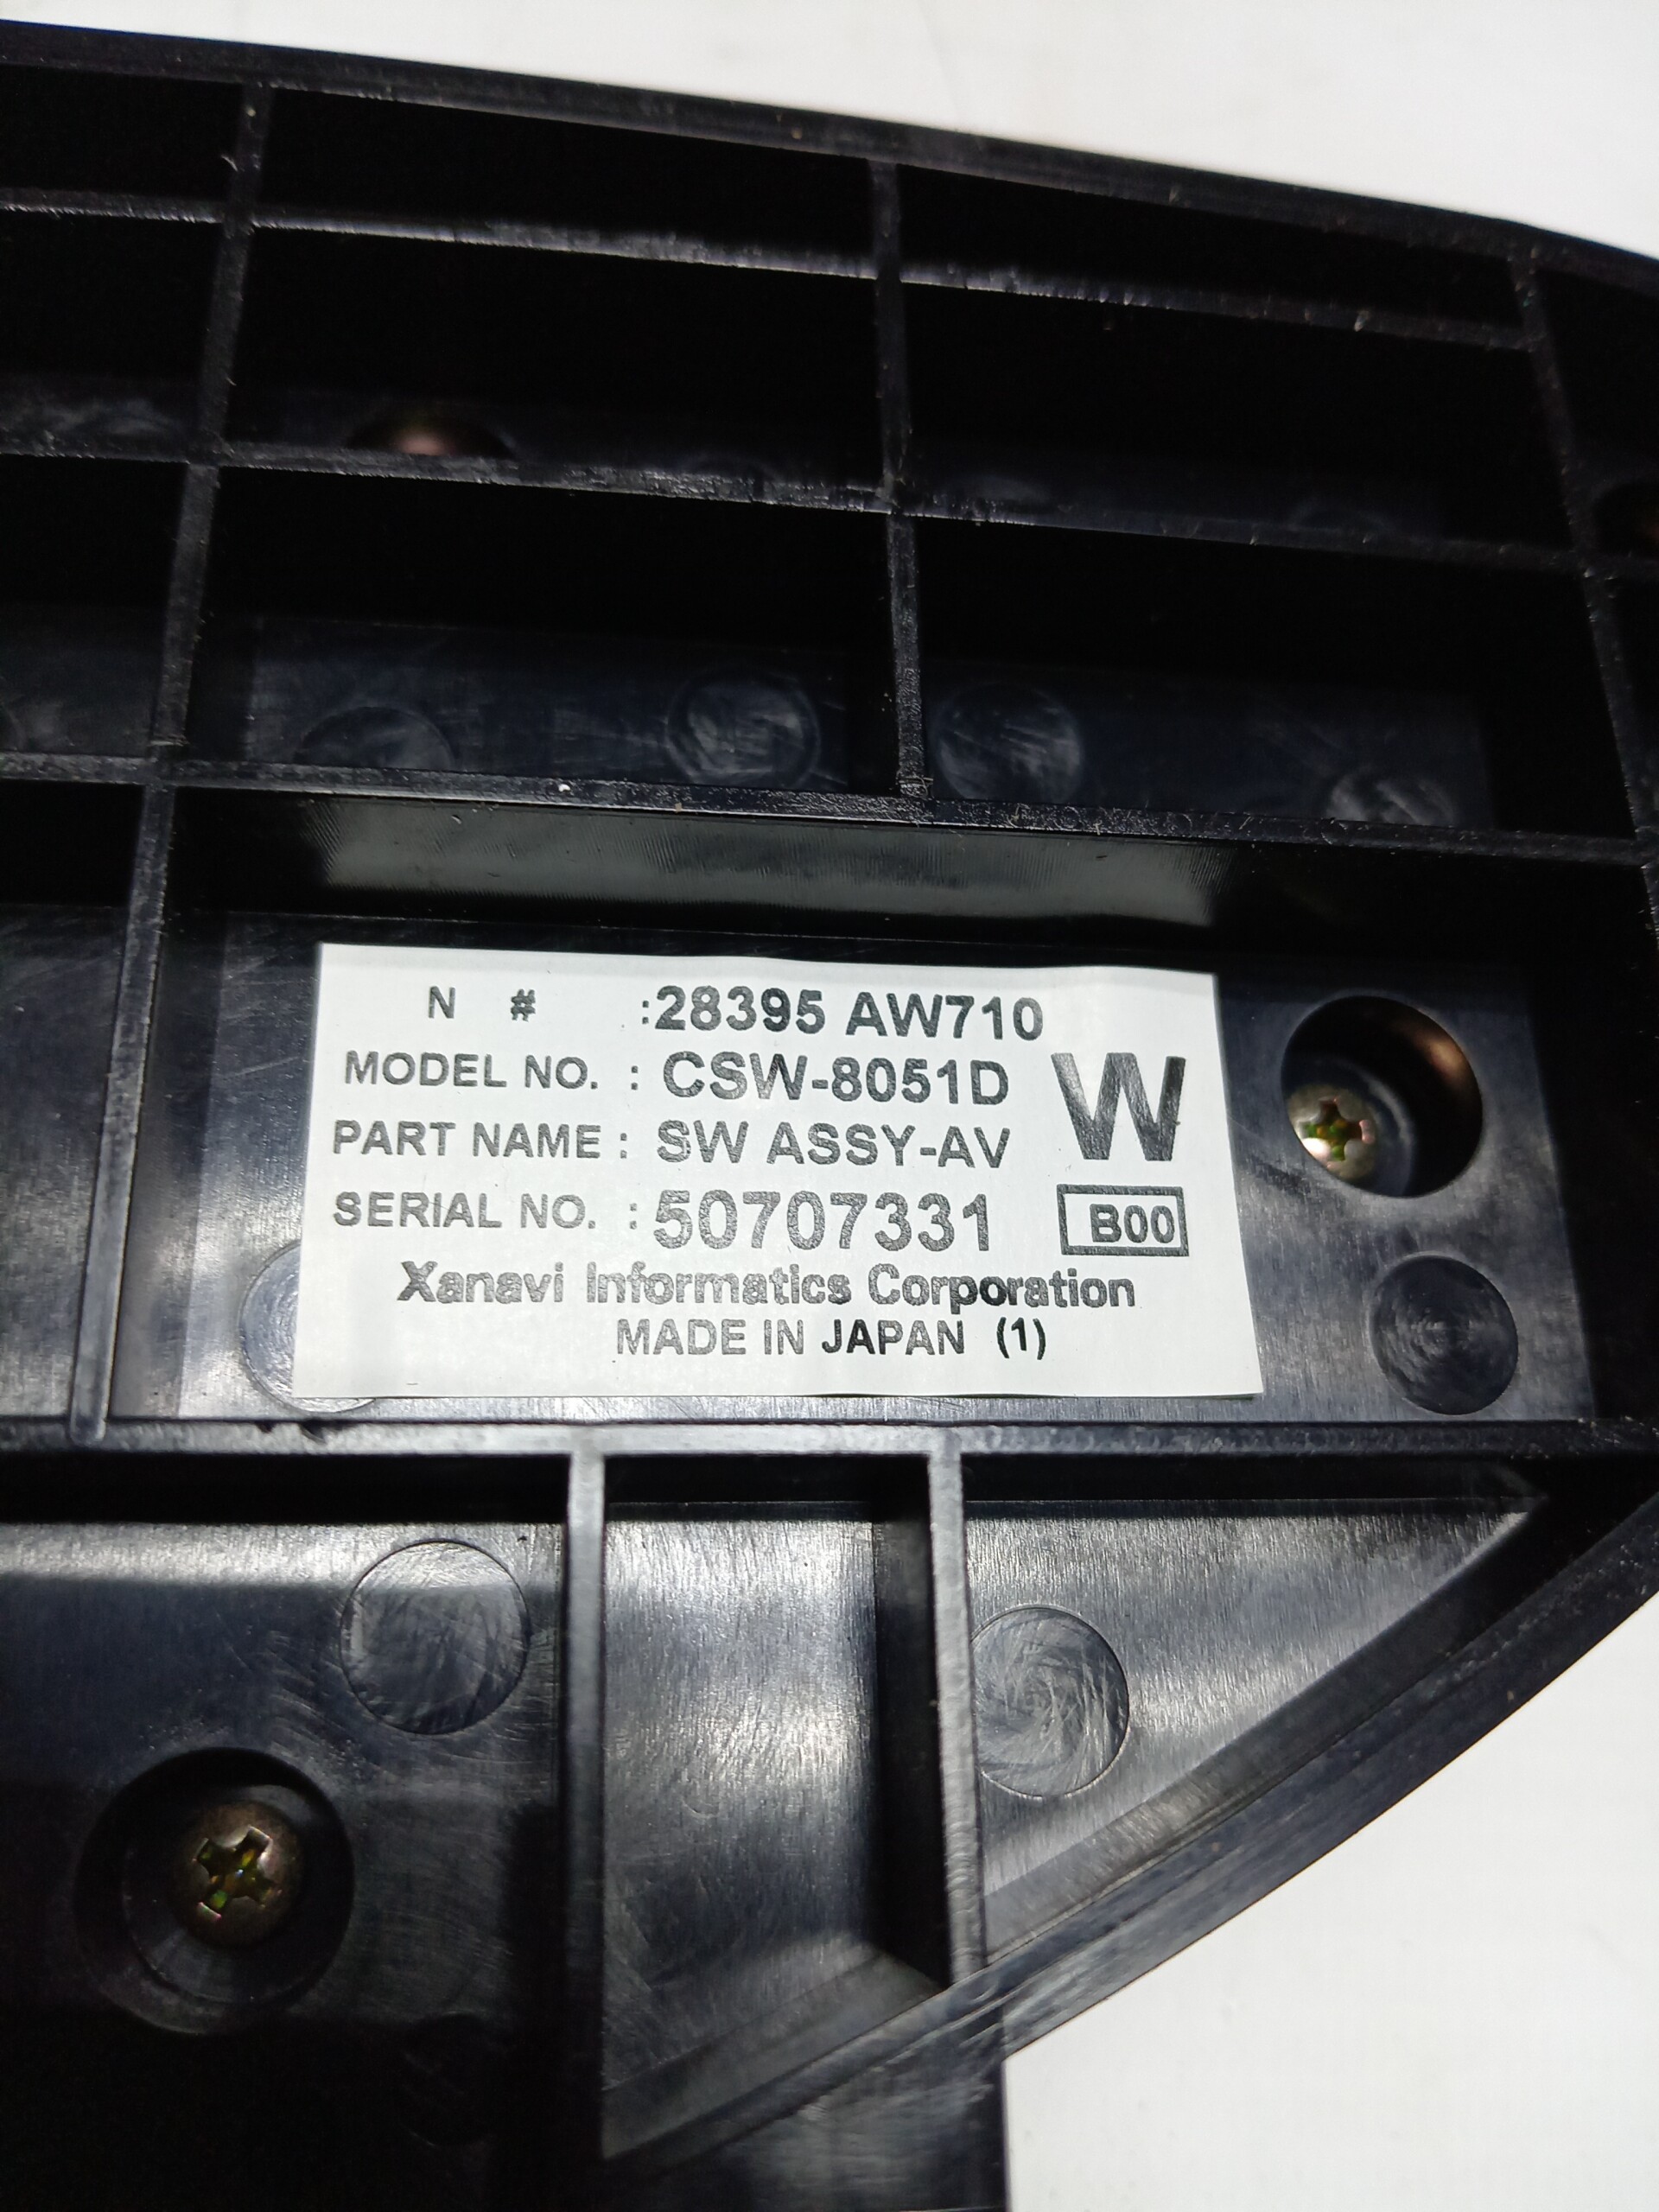 N # :28395 AW710
MODEL NO. : CSW-8051D W
PART NAME : SW ASSY-AV
SERIAL NO. : 50707331 B00
Xanavi Informatics Corporation
MADE IN JAPAN (1)